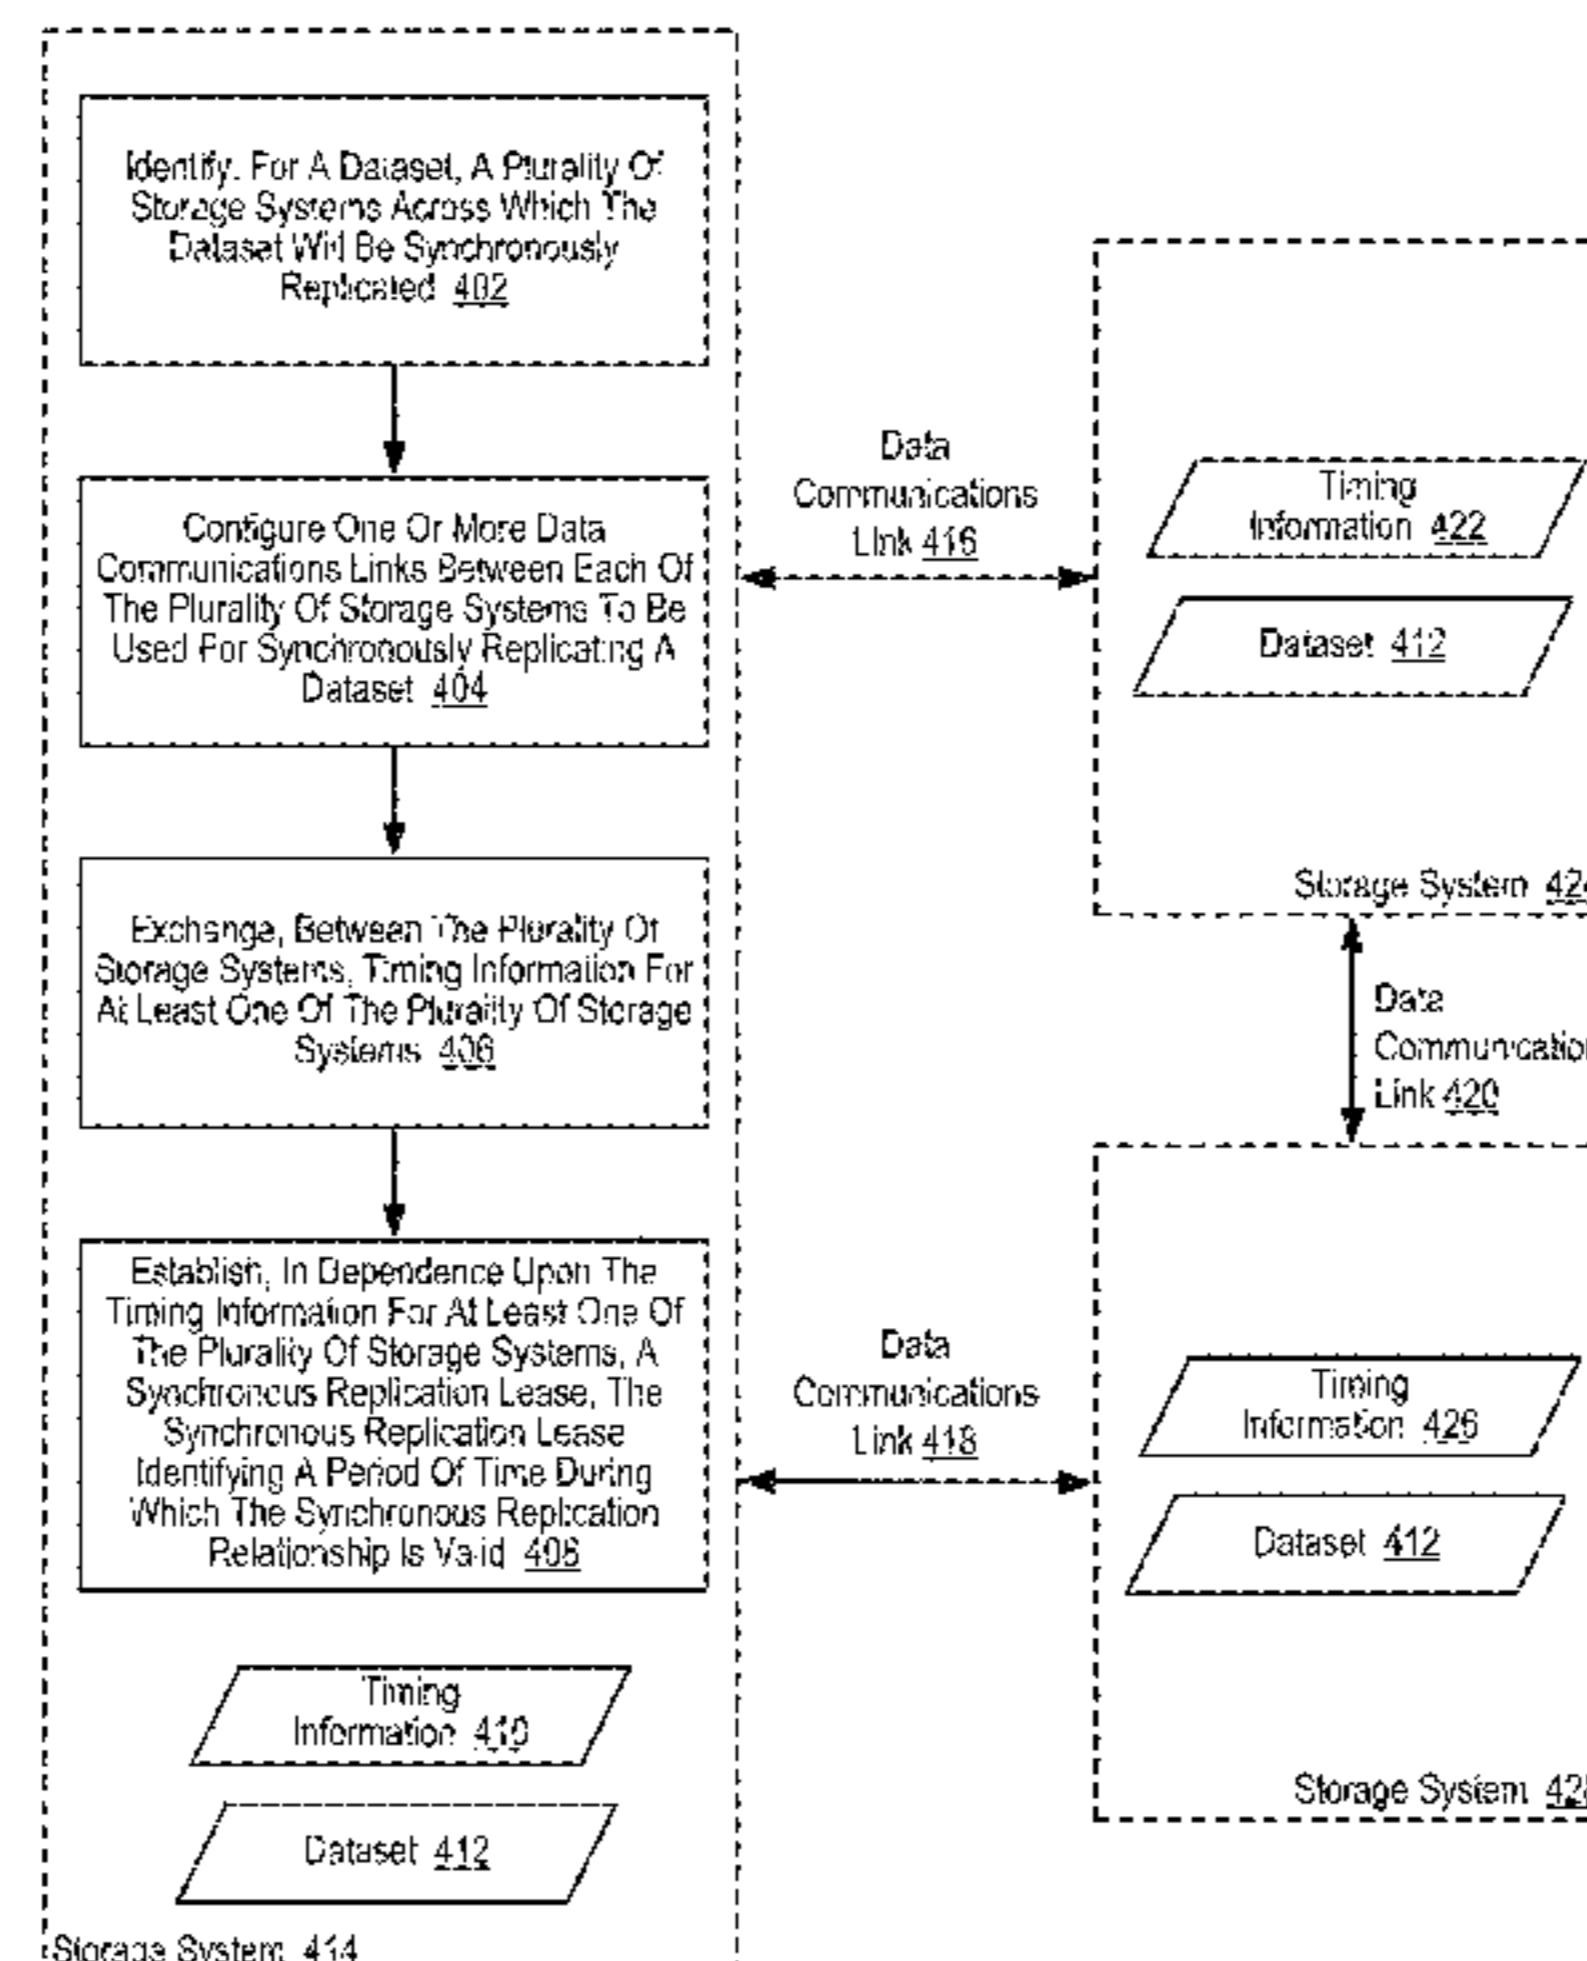 Identify, For A Dataset, A Plurality Of
Storage Systems Across Which The
Dataset Will Be Synchronously
Replicated 402
Configure One Or More Data
Communications Links Between Each Of
The Plurality Of Storage Systems To Be
Used For Synchronously Replicating A
Dataset 404
Exchange, Between The Plurality Of
Storage Systems, Timing Information For
At Least One Of The Plurality Of Storage
Systems 406
Establish, In Dependence Upon The
Timing Information For At Least One Of
The Plurality Of Storage Systems, A
Synchronous Replication Lease, The
Synchronous Replication Lease
Identifying A Period Of Time During
Which The Synchronous Replication
Relationship Is Valid 408
Timing
Information 410
Dataset 412
Storage System 414
Data
Communications
Link 416
Data
Communications
Link 418
Timing
Information 422
Dataset 412
Storage System
Data
Link 420
Timing
Information 426
Dataset 412
Storage System